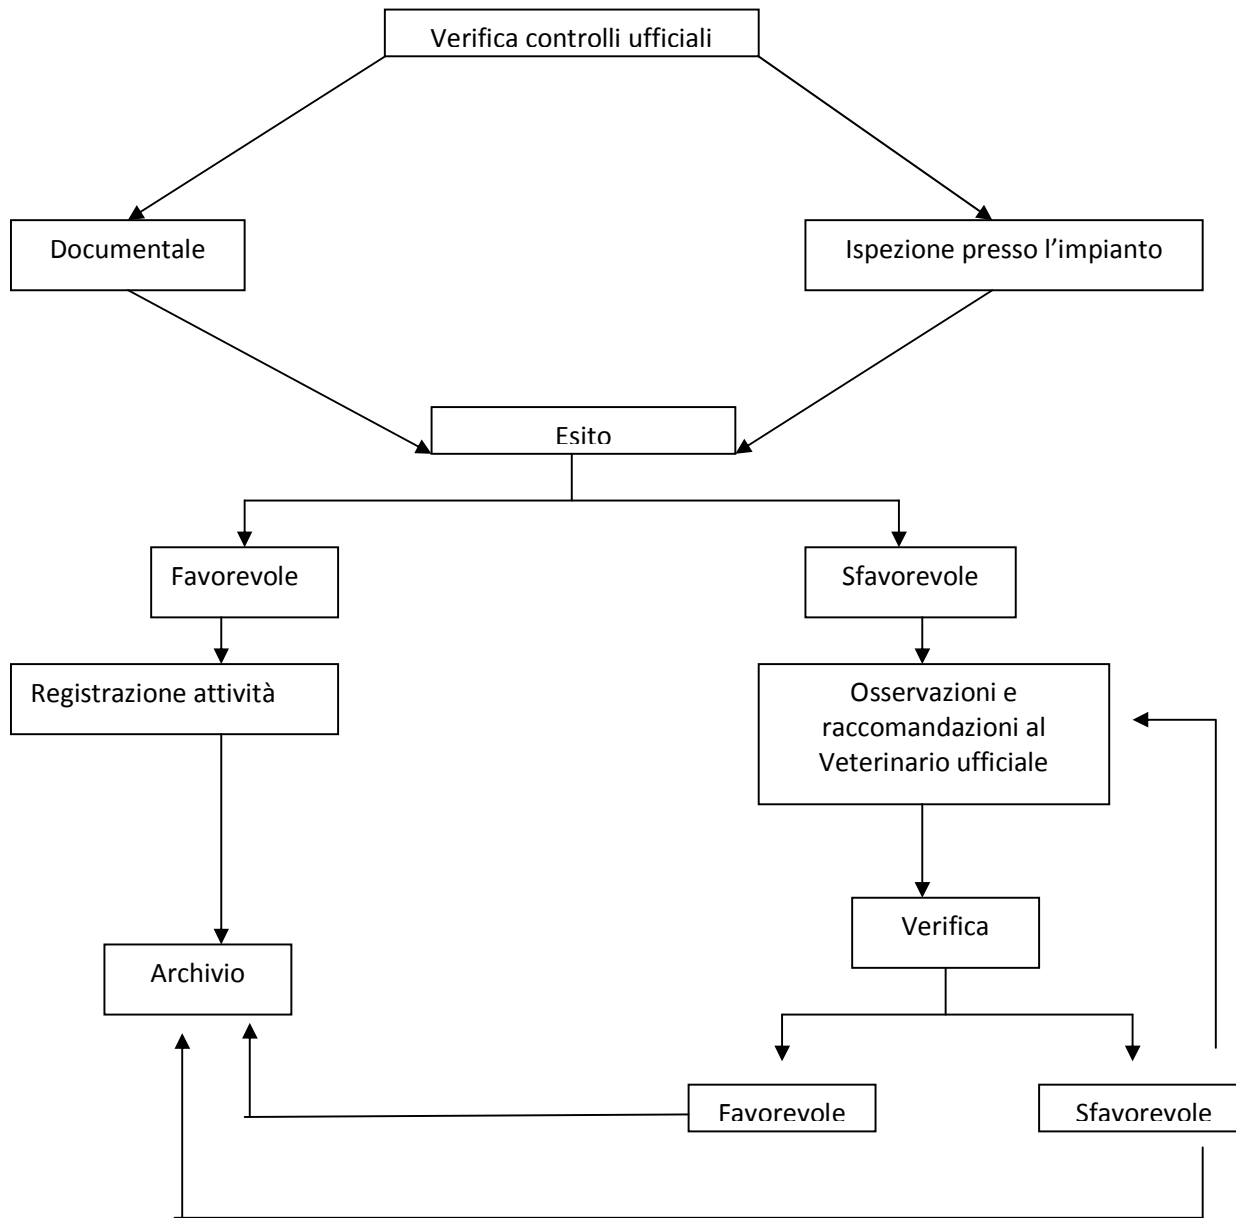 Verifica controlli ufficiali
Documentale
Ispezione presso l’impianto
Esito
Favorevole
Sfavorevole
Registrazione attività
Osservazioni e
raccomandazioni al
Veterinario ufficiale
Verifica
Archivio
Favorevole
Sfavorevole